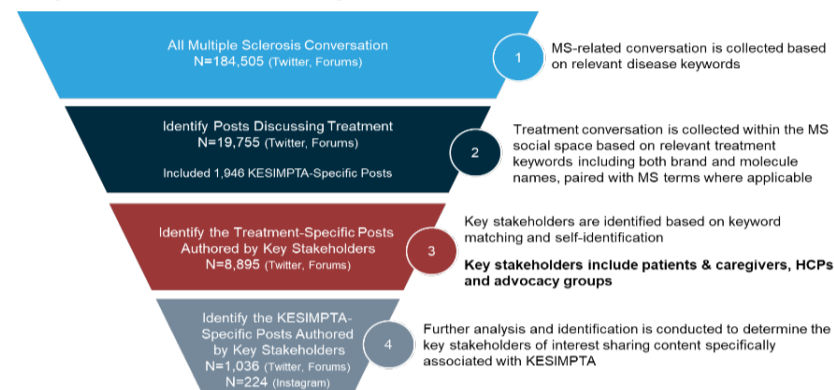 All Multiple Sclerosis Conversation
N=184,505 (Twitter, Forums)
1
MS-related conversation is collected based
on relevant disease keywords
Identify Posts Discussing Treatment
N=19,755 (Twitter, Forums)
Included 1,946 KESIMPTA-Specific Posts
2
Treatment conversation is collected within the MS
social space based on relevant treatment
keywords including both brand and molecule
names, paired with MS terms where applicable
Identify the Treatment-Specific Posts
Authored by Key Stakeholders
N=8,895 (Twitter, Forums)
3
Key stakeholders are identified based on keyword
matching and self-identification
Key stakeholders include patients & caregivers, HCPs
and advocacy groups
Identify the KESIMPTA-
Specific Posts Authored
by Key Stakeholders
N=1,036 (Twitter, Forums)
N=224 (Instagram)
4
Further analysis and identification is conducted to determine the
key stakeholders of interest sharing content specifically
associated with KESIMPTA